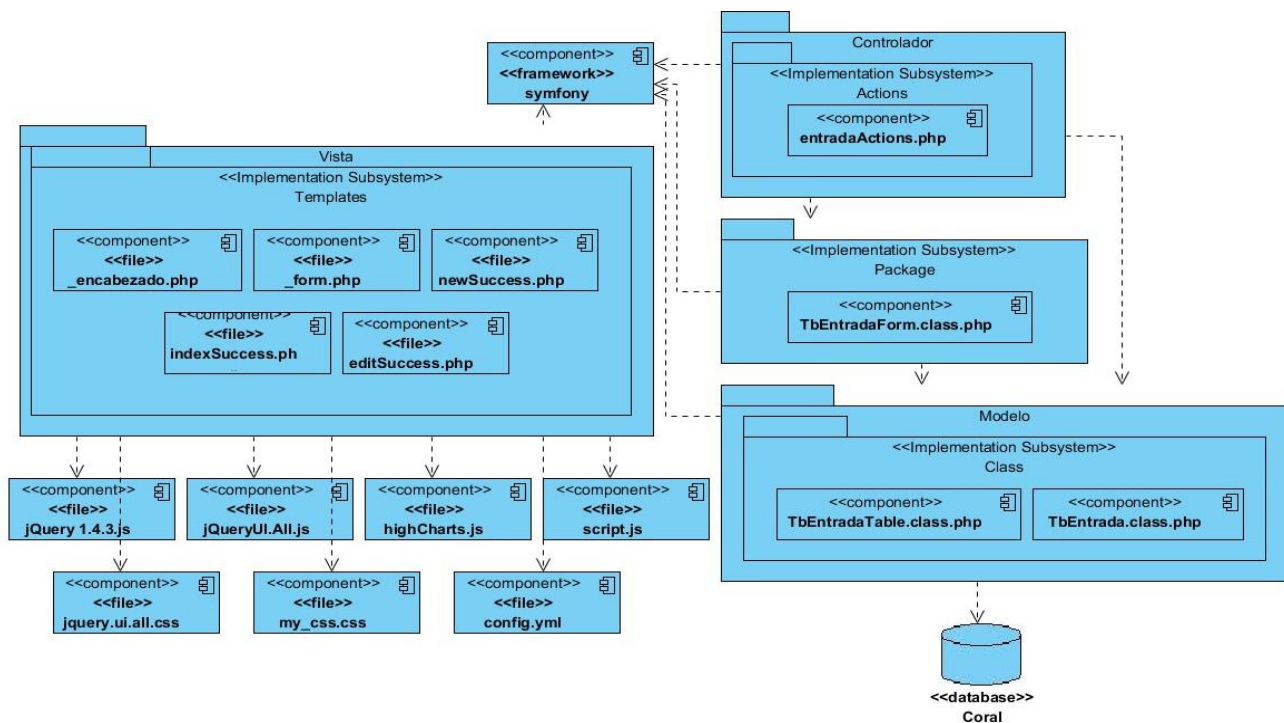 <<component>>
<<framework>>
symfony
Controlador
<<Implementation Subsystem>>
Actions
<<component>>
entradaActions.php
Vista
<<Implementation Subsystem>>
Templates
<<component>>
<<file>>
_encabezado.php
<<component>>
<<file>>
_form.php
<<component>>
<<file>>
newSuccess.php
<<component>>
<<file>>
indexSuccess.ph
<<component>>
<<file>>
editSuccess.php
<<Implementation Subsystem>>
Package
<<component>>
TbEntradaForm.class.php
Modelo
<<Implementation Subsystem>>
Class
<<component>>
TbEntradaTable.class.php
<<component>>
TbEntrada.class.php
<<component>>
<<file>>
jQuery 1.4.3.js
<<component>>
<<file>>
jQueryUI.All.js
<<component>>
<<file>>
highCharts.js
<<component>>
<<file>>
script.js
<<component>>
<<file>>
jquery.ui.all.css
<<component>>
<<file>>
my_css.css
<<component>>
<<file>>
config.yml
<<database>>
Coral